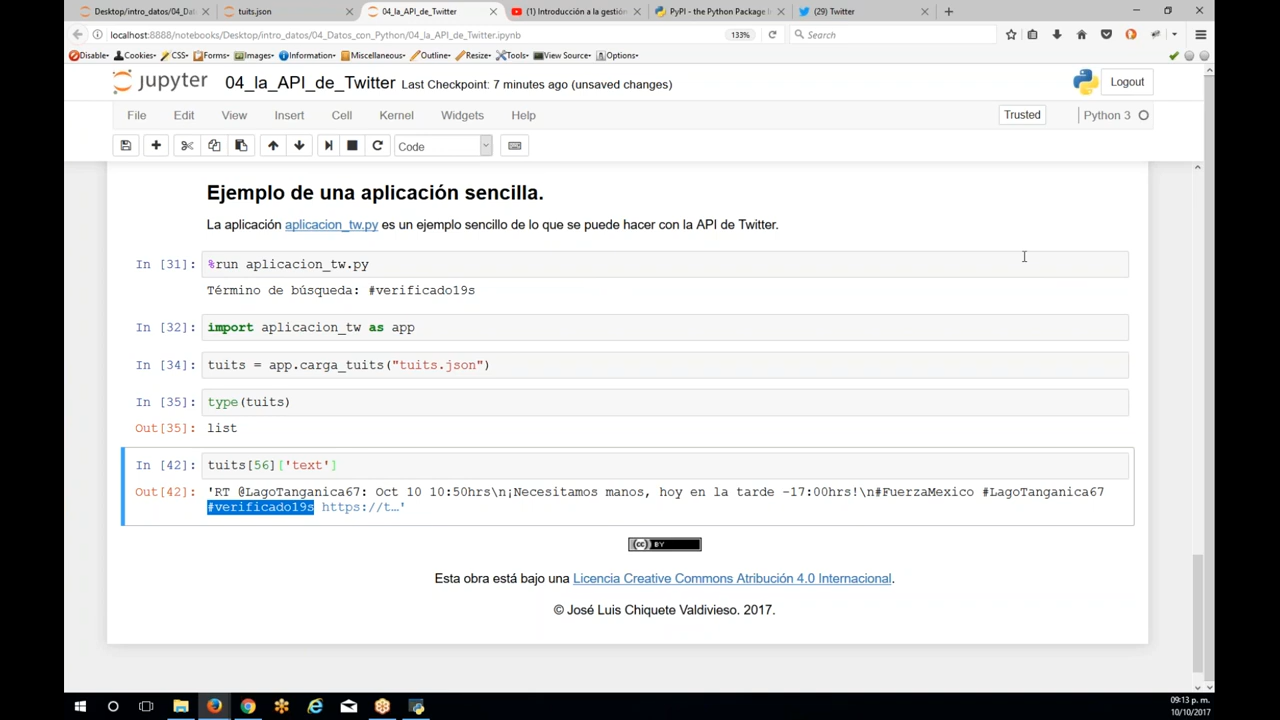 Desktop/intro_datos/04_Dat
tuits.json
04_la_API_de_Twitter
(1) Introducción a la gestión
PyPI - the Python Package I
(29) Twitter
localhost:8888/notebooks/Desktop/intro_datos/04_Datos_con_Python/04_la_API_de_Twitter.ipynb
133%
Search
Disable Cookies CSS Forms Images Information Miscellaneous Outline Resize Tools View Source Options
jupyter 04_la_API_de_Twitter Last Checkpoint: 7 minutes ago (unsaved changes)
Logout
File Edit View Insert Cell Kernel Widgets Help
Trusted
Python 3
Code
Ejemplo de una aplicación sencilla.
La aplicación aplicacion_tw.py es un ejemplo sencillo de lo que se puede hacer con la API de Twitter.
In [31]: %run aplicacion_tw.py
Término de búsqueda: #verificado19s
In [32]: import aplicacion_tw as app
In [34]: tuits = app.carga_tuits("tuits.json")
In [35]: type(tuits)
Out[35]: list
In [42]: tuits[56]['text']
Out[42]: 'RT @LagoTanganica67: Oct 10 10:50hrs\n¡Necesitamos manos, hoy en la tarde -17:00hrs!\n#FuerzaMexico #LagoTanganica67
#verificado19s https://t…'
cc BY
Esta obra está bajo una Licencia Creative Commons Atribución 4.0 Internacional.
© José Luis Chiquete Valdivieso. 2017.
09:13 p. m.
10/10/2017